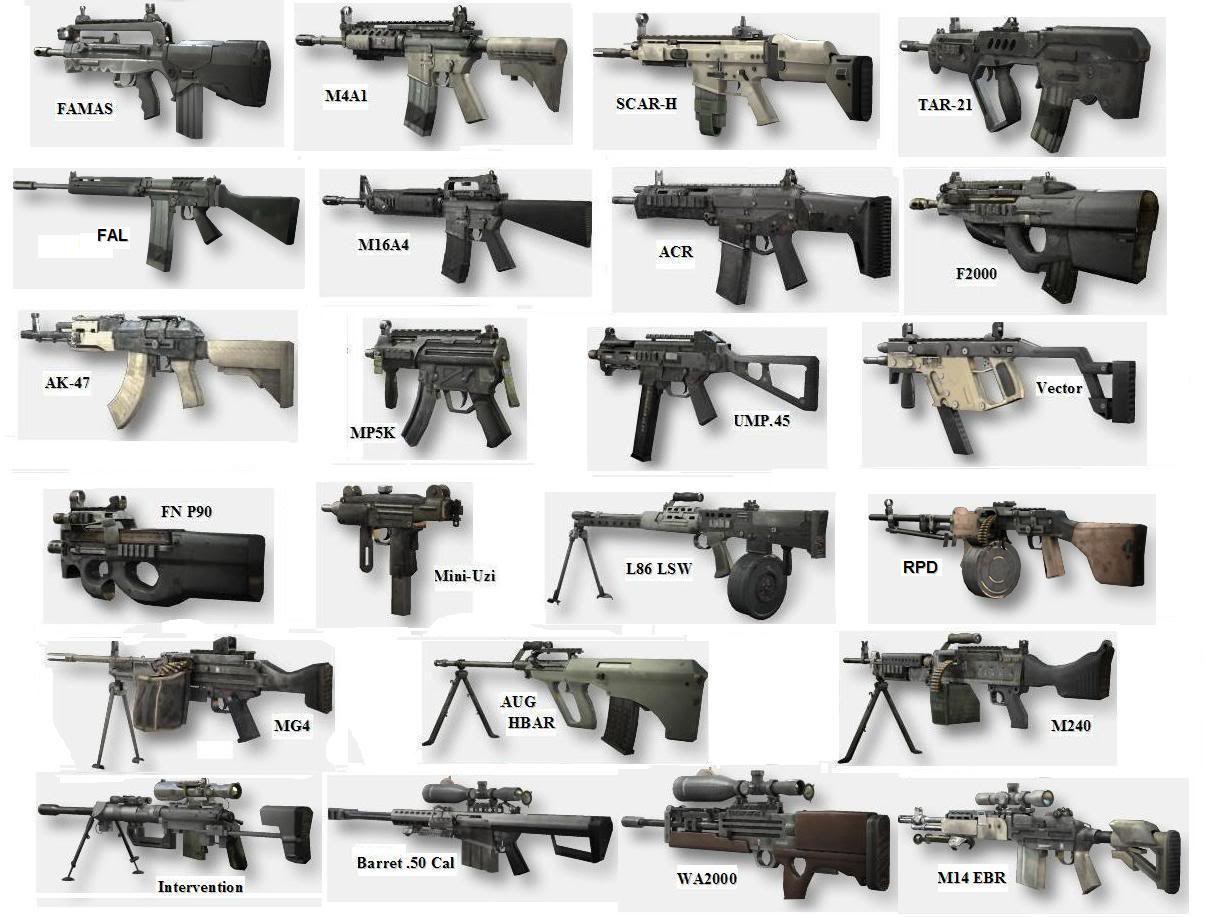 FAMAS
M4A1
SCAR-H
TAR-21
FAL
M16A4
ACR
F2000
AK-47
MP5K
UMP.45
Vector
FN P90
Mini-Uzi
L86 LSW
RPD
MG4
AUG
HBAR
M240
Intervention
Barret .50 Cal
WA2000
M14 EBR